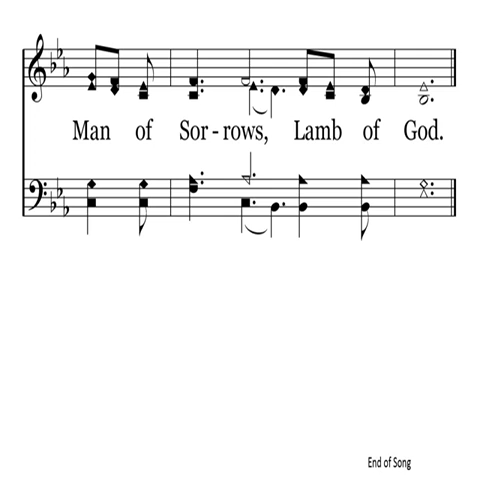 Man of Sor - rows, Lamb of God.
End of Song